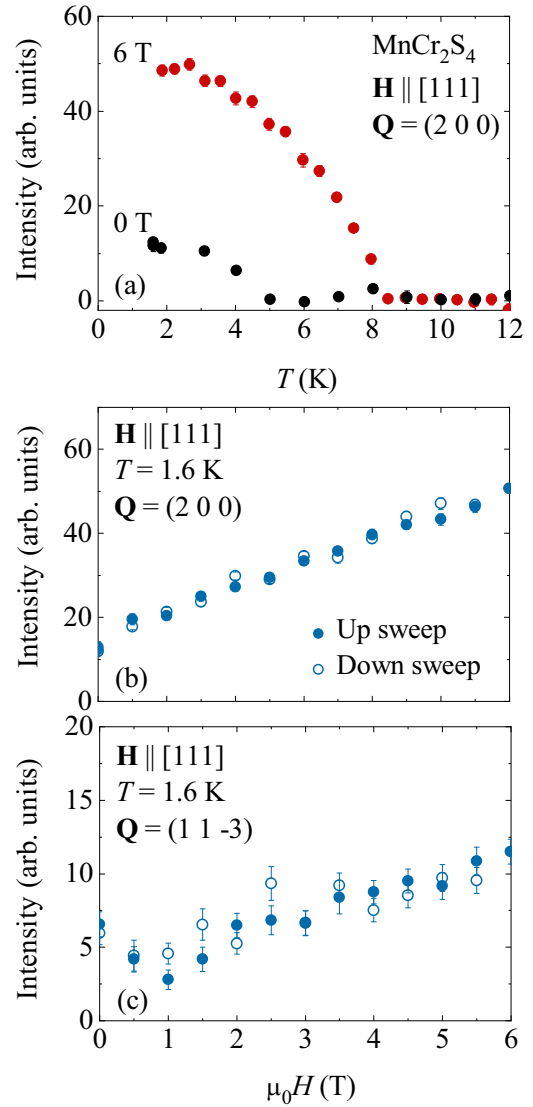 60
40
20
0
6 T
0 T
MnCr2S4
H || [111]
Q = (2 0 0)
(a)
Intensity (arb. units)
0 2 4 6 8 10 12
T (K)
60
40
20
0
H || [111]
T = 1.6 K
Q = (2 0 0)
Up sweep
Down sweep
(b)
Intensity (arb. units)
20
15
10
5
0
H || [111]
T = 1.6 K
Q = (1 1 -3)
(c)
Intensity (arb. units)
0 1 2 3 4 5 6
μ0H (T)